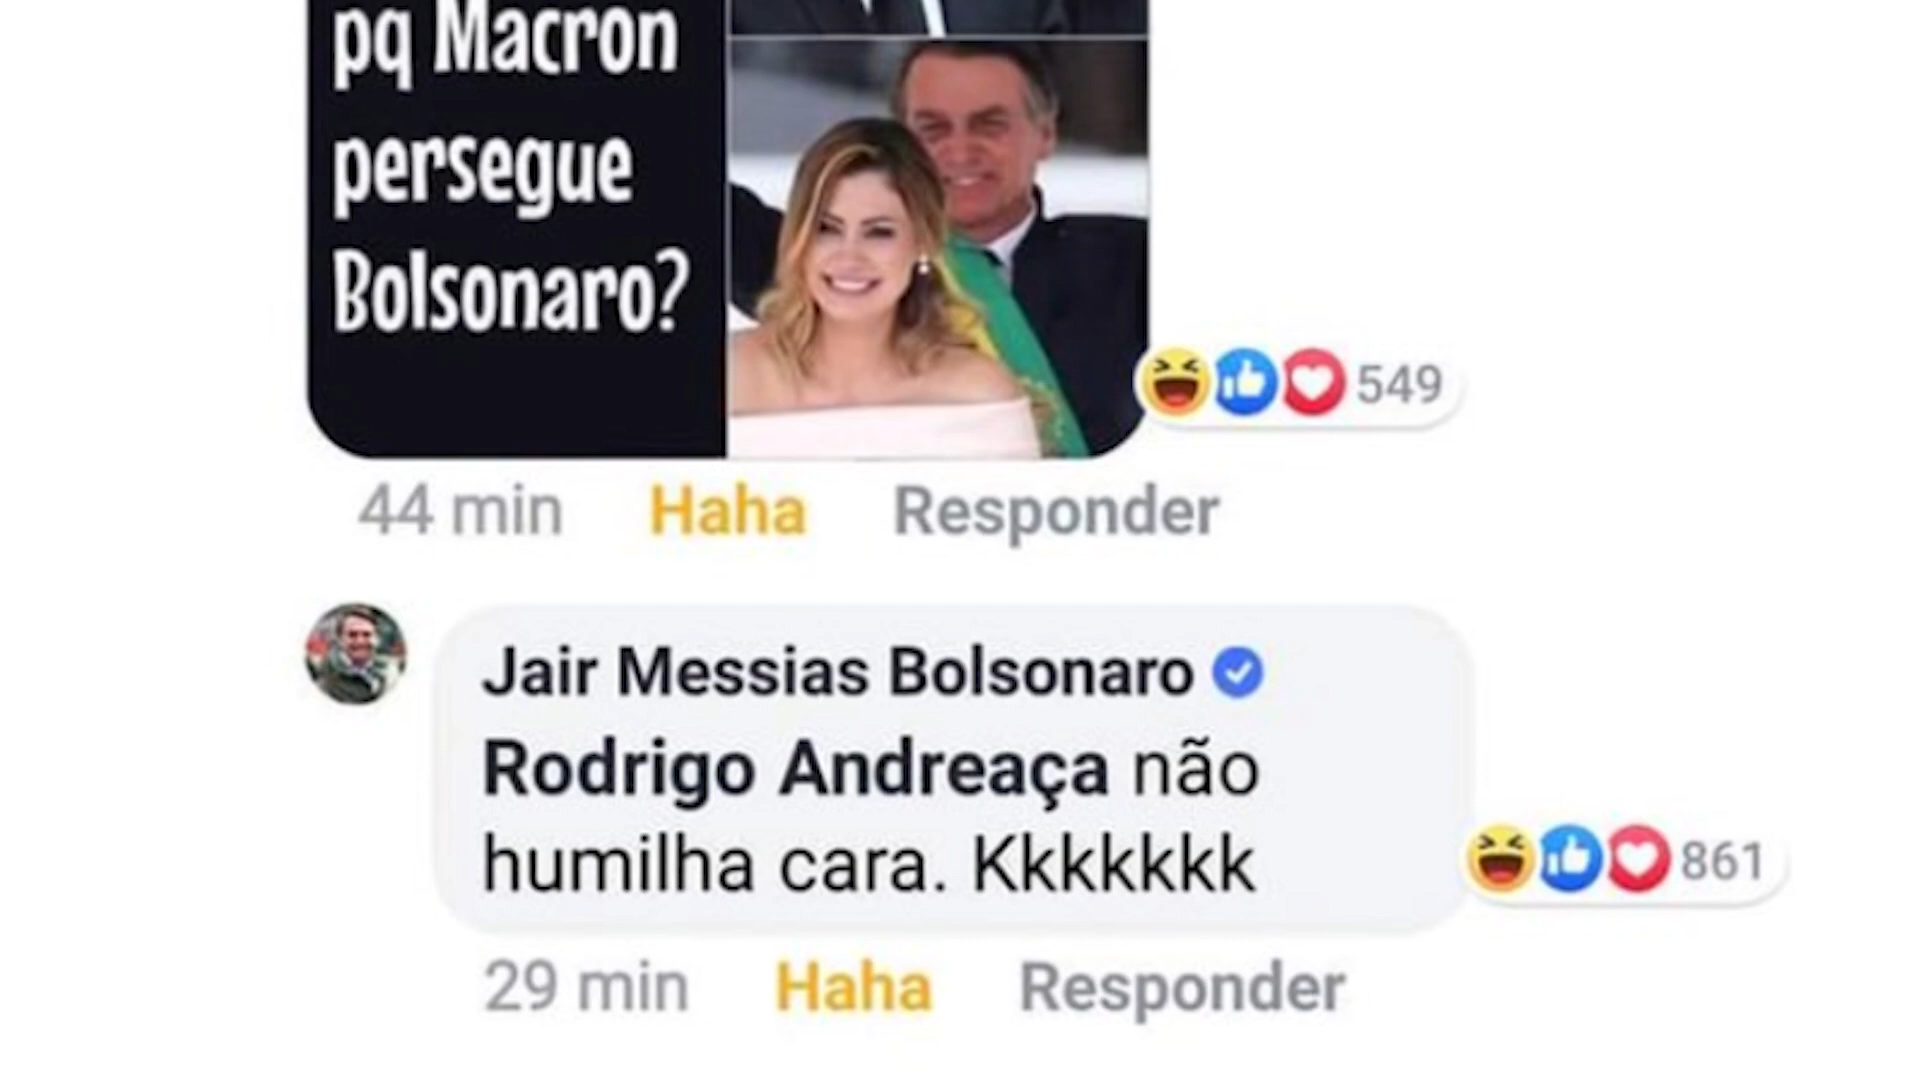 pq Macron
persegue
Bolsonaro?
549
44 min Haha Responder
Jair Messias Bolsonaro
Rodrigo Andreaça não
humilha cara. Kkkkkkk
861
29 min Haha Responder